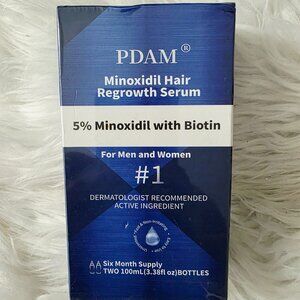 PDAM®
Minoxidil Hair
Regrowth Serum
5% Minoxidil with Biotin
For Men and Women
#1
DERMATOLOGIST RECOMMENDED
ACTIVE INGREDIENT
Six Month Supply
TWO 100mL(3.38fl oz)BOTTLES